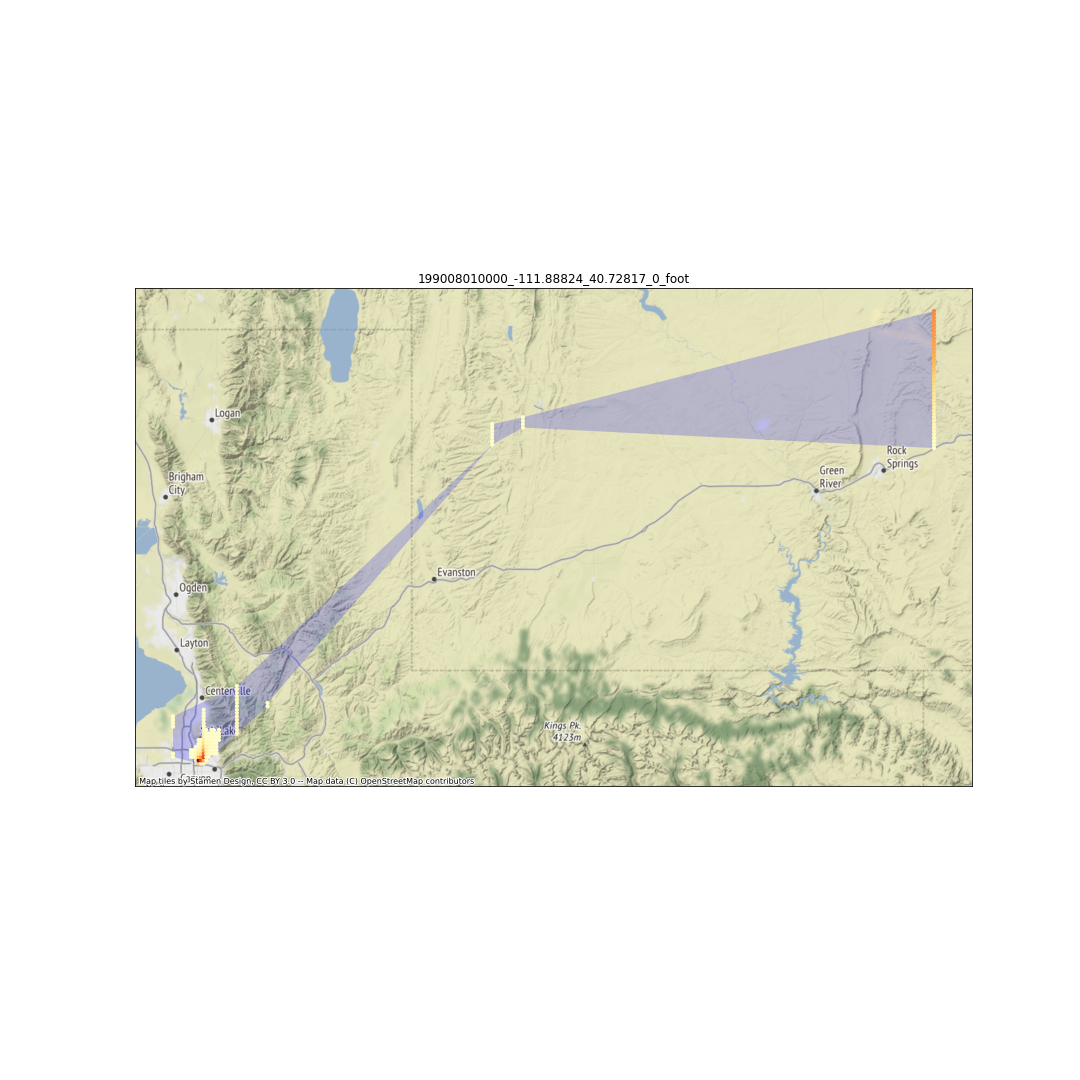 199008010000_-111.88824_40.72817_0_foot
Logan
Brigham
City
Rock
Springs
Green
River
Evanston
Ogden
Layton
Centerville
Kings Pk.
4123m
Map tiles by Stamen Design, CC BY 3.0 -- Map data (C) OpenStreetMap contributors